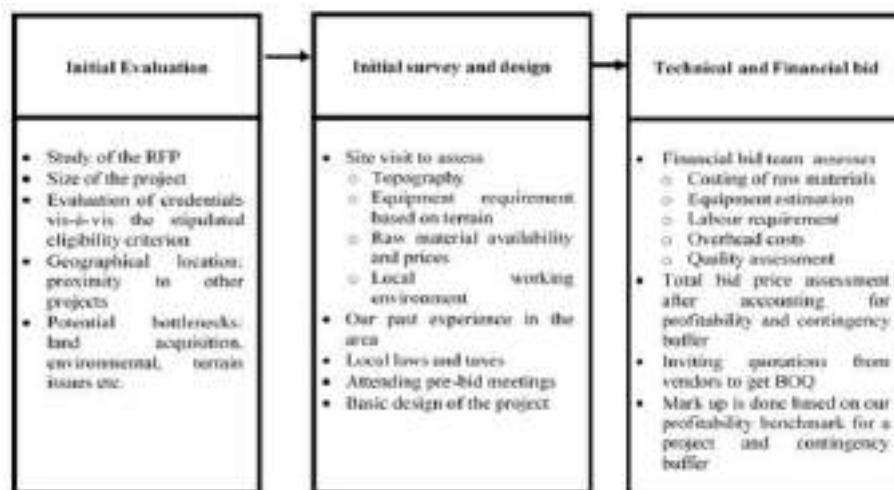 Initial Evaluation
Study of the RFP
Size of the project
Evaluation of credentials
vis-à-vis the stipulated
eligibility criterion
Geographical location:
proximity to other
projects
Potential bottlenecks:
land acquisition,
environmental, terrain
issues etc.
Initial survey and design
Site visit to assess
Topography
Equipment requirement
based on terrain
Raw material availability
and prices
Local working
environment
Our past experience in the
area
Local laws and taxes
Attending pre-bid meetings
Basic design of the project
Technical and Financial bid
Financial bid team assesses
Costing of raw materials
Equipment estimation
Labour requirement
Overhead costs
Quality assessment
Total bid price assessment
after accounting for
profitability and contingency
buffer
Inviting quotations from
vendors to get BOQ
Mark up is done based on our
profitability benchmark for a
project and contingency
buffer